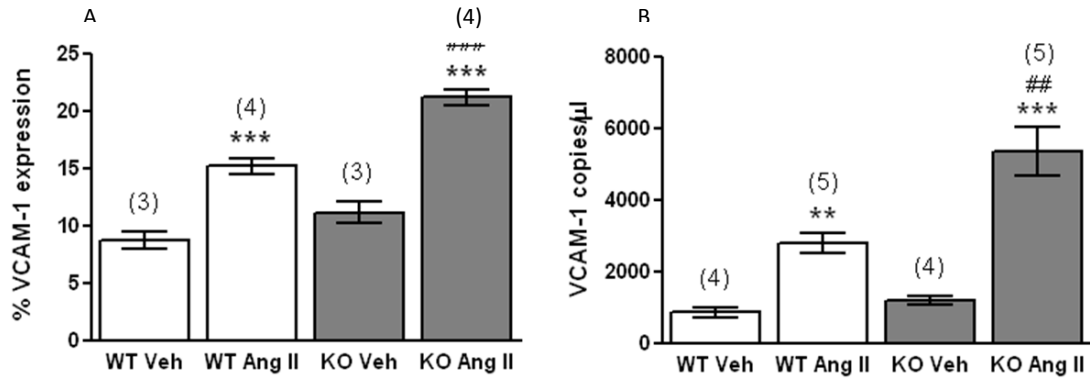 A
(4)
% VCAM-1 expression
25
20
15
10
5
0
(3)
(4)
***
(3)
###
***
WT Veh
WT Ang II
KO Veh
KO Ang II
B
VCAM-1 copies/µl
8000
6000
4000
2000
0
(4)
(5)
**
(4)
(5)
##
***
WT Veh
WT Ang II
KO Veh
KO Ang II